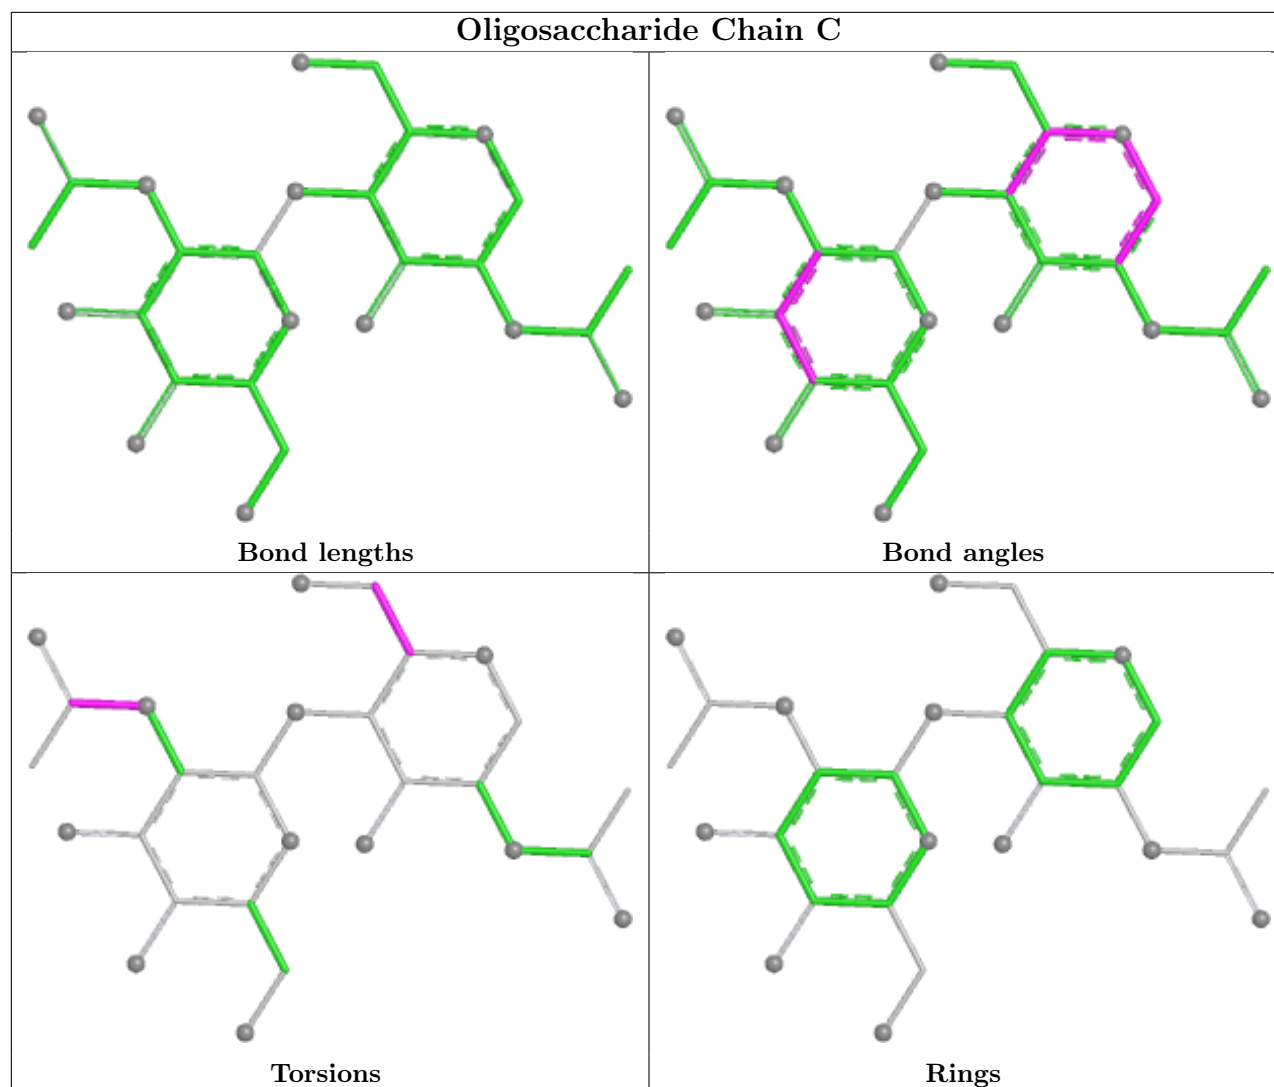 Oligosaccharide Chain C
Bond lengths
Bond angles
Torsions
Rings